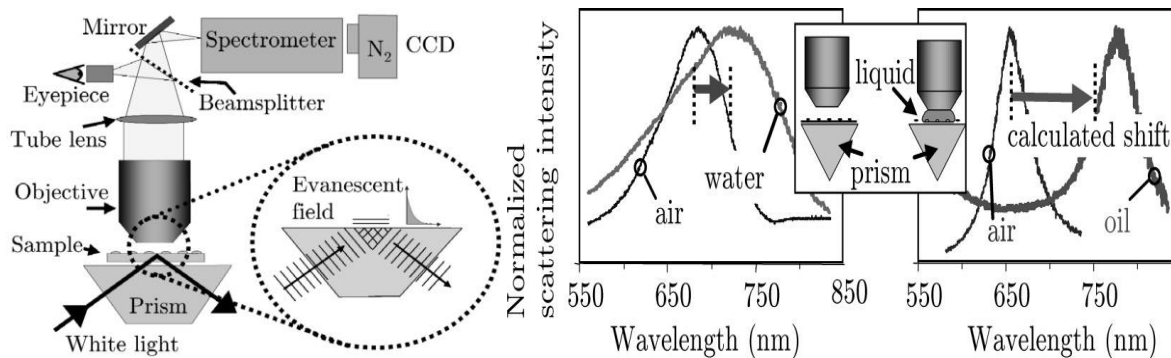 Mirror
Spectrometer
N2
CCD
Eyepiece
Beamsplitter
Tube lens
Objective
Evanescent
field
Sample
Prism
White light
Normalized
scattering intensity
air
water
550
650
750
850
Wavelength (nm)
liquid
prism
calculated shift
air
oil
550
650
750
Wavelength (nm)